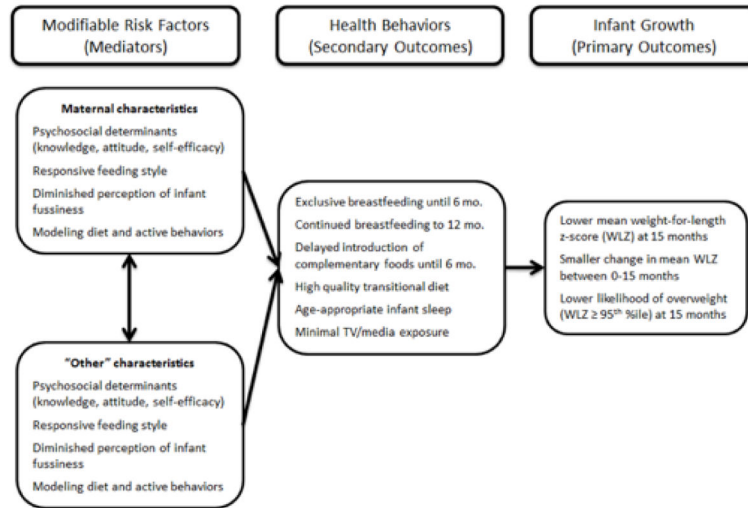 Modifiable Risk Factors
(Mediators)
Health Behaviors
(Secondary Outcomes)
Infant Growth
(Primary Outcomes)
Maternal characteristics
Psychosocial determinants
(knowledge, attitude, self-efficacy)
Responsive feeding style
Diminished perception of infant
fussiness
Modeling diet and active behaviors
"Other" characteristics
Psychosocial determinants
(knowledge, attitude, self-efficacy)
Responsive feeding style
Diminished perception of infant
fussiness
Modeling diet and active behaviors
Exclusive breastfeeding until 6 mo.
Continued breastfeeding to 12 mo.
Delayed introduction of
complementary foods until 6 mo.
High quality transitional diet
Age-appropriate infant sleep
Minimal TV/media exposure
Lower mean weight-for-length
z-score (WLZ) at 15 months
Smaller change in mean WLZ
between 0-15 months
Lower likelihood of overweight
(WLZ ≥ 95th %ile) at 15 months